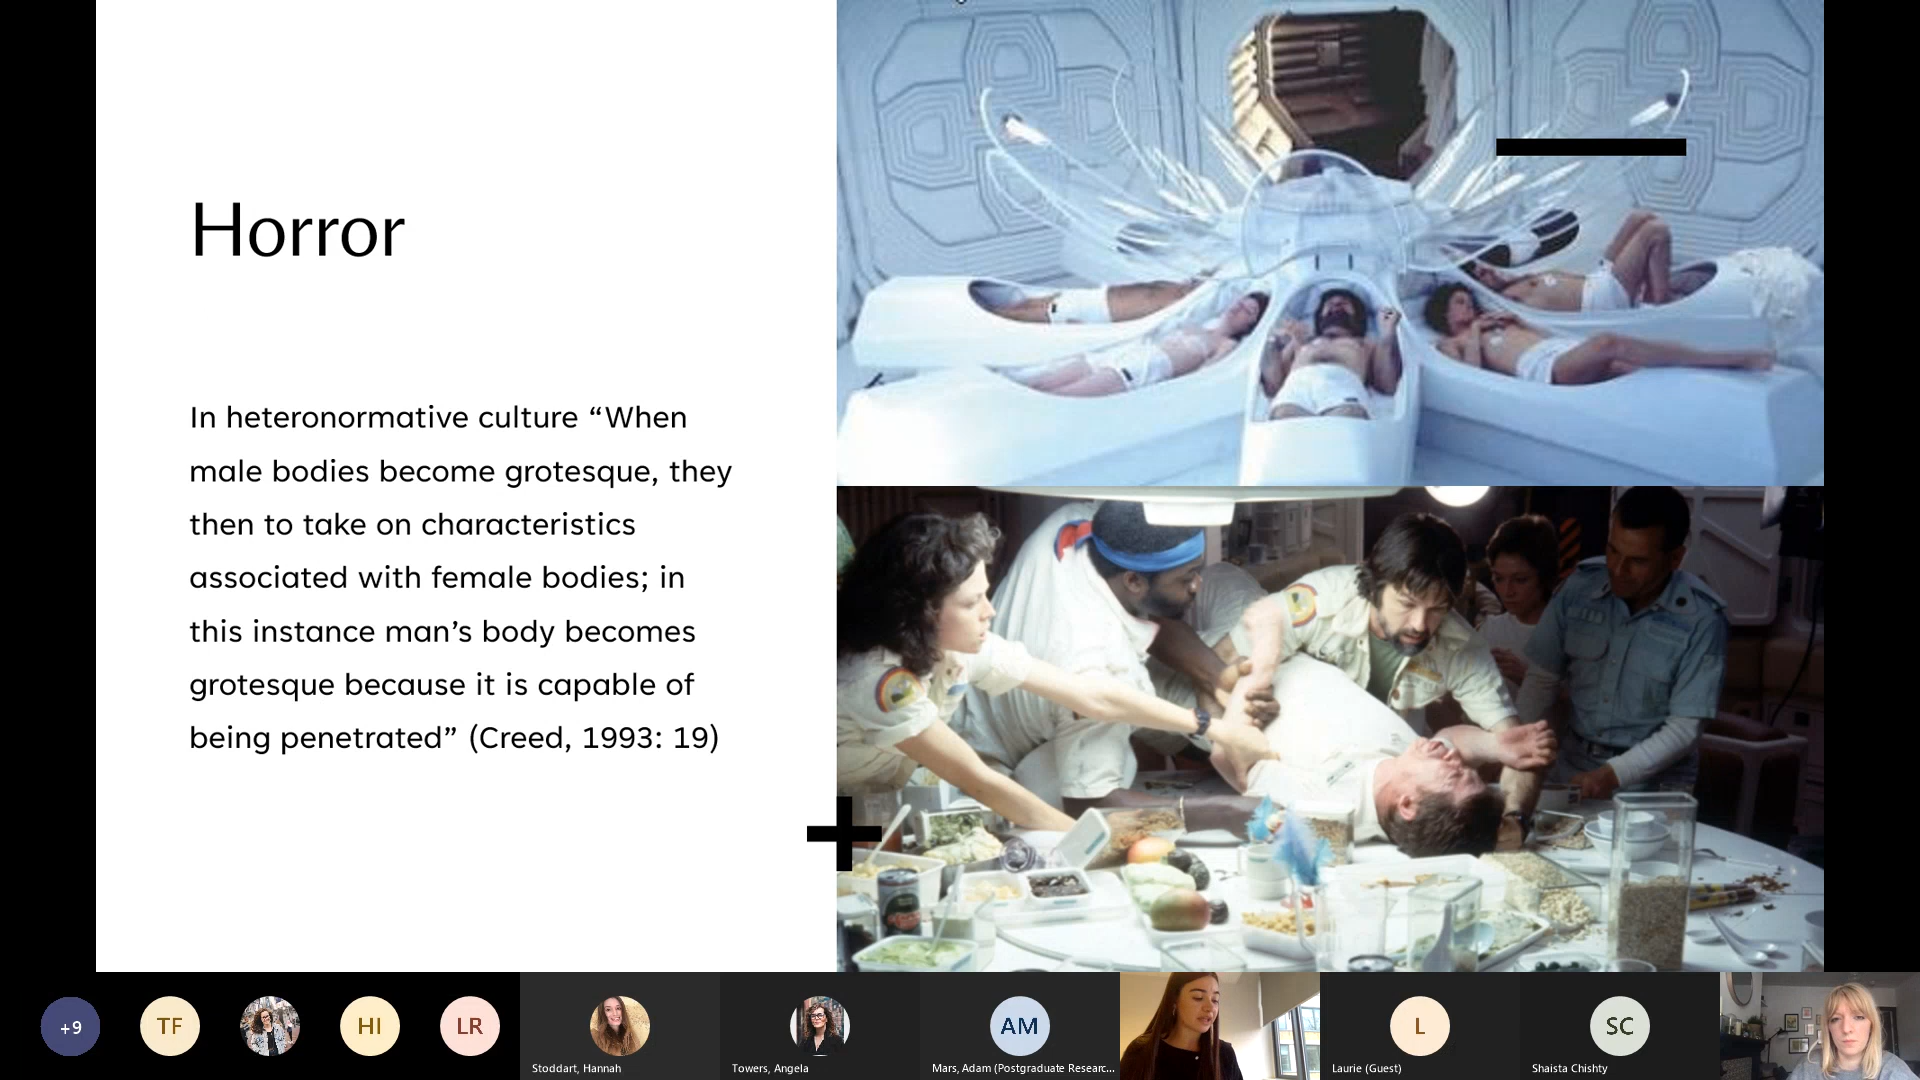 Horror
In heteronormative culture “When
male bodies become grotesque, they
then to take on characteristics
associated with female bodies; in
this instance man’s body becomes
grotesque because it is capable of
being penetrated” (Creed, 1993: 19)
+9
TF
HI
LR
Stoddart, Hannah
Towers, Angela
AM
Mars, Adam (Postgraduate Researc...
L
Laurie (Guest)
SC
Shaista Chishty